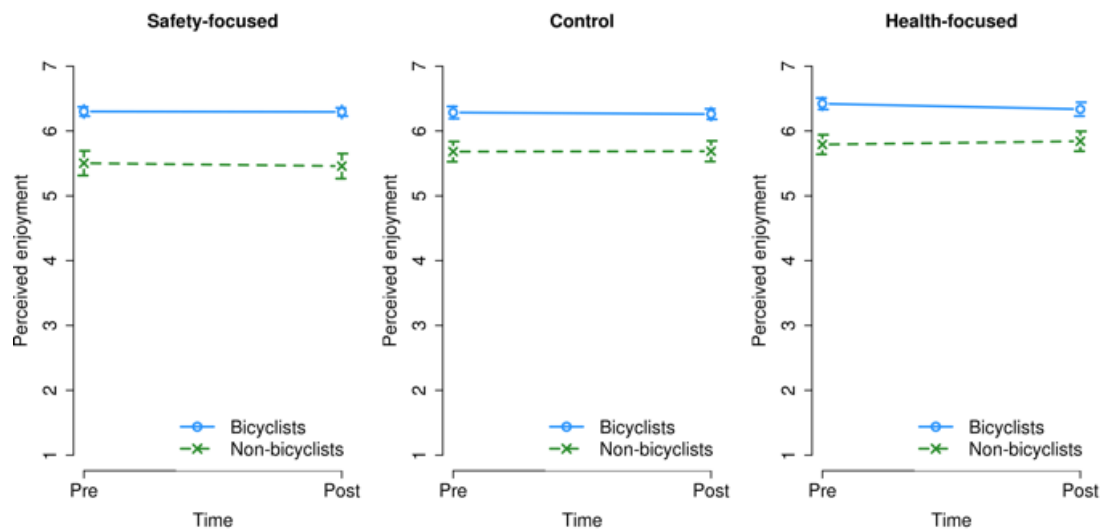 Safety-focused
Control
Health-focused
Perceived enjoyment
7
6
5
4
3
2
1
Bicyclists
Non-bicyclists
Pre
Post
Time
Perceived enjoyment
7
6
5
4
3
2
1
Bicyclists
Non-bicyclists
Pre
Post
Time
Perceived enjoyment
7
6
5
4
3
2
1
Bicyclists
Non-bicyclists
Pre
Post
Time